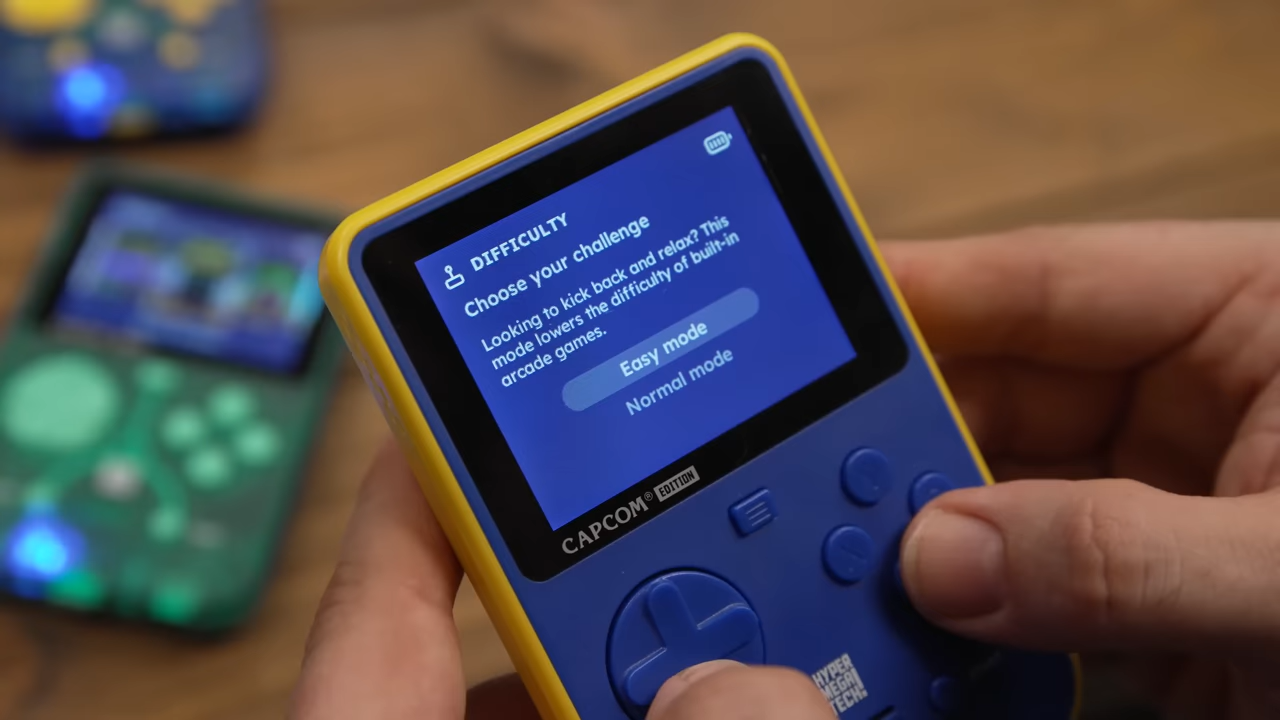 DIFFICULTY
Choose your challenge
Looking to kick back and relax? This
mode lowers the difficulty of built-in
arcade games.
Easy mode
Normal mode
CAPCOM® EDITION
HYPER
MEGA
TECH!